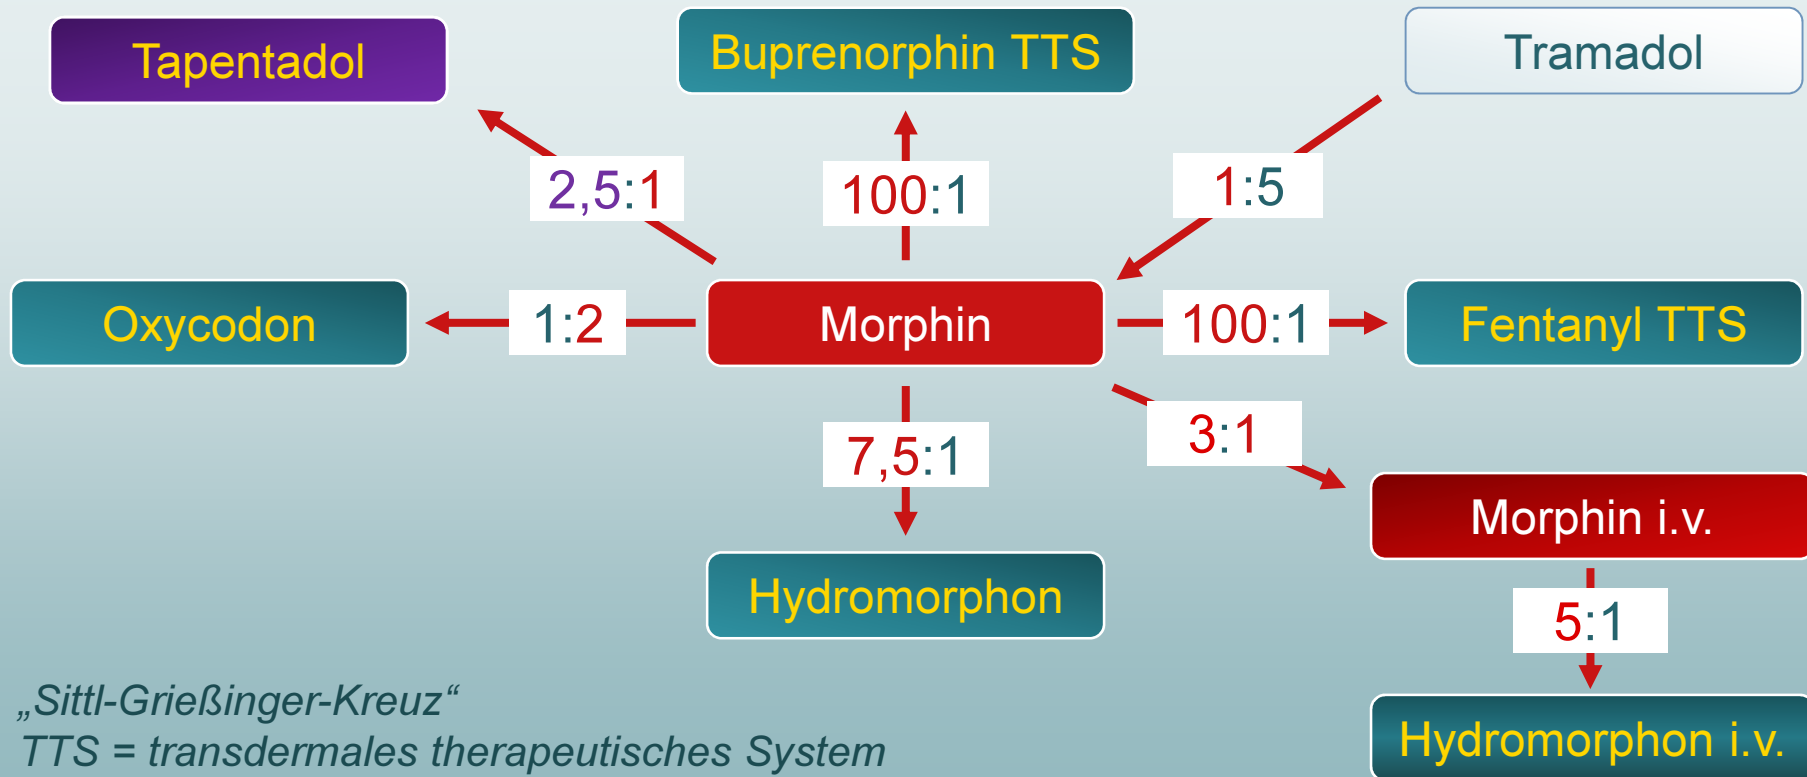 Tapentadol
Buprenorphin TTS
Tramadol
2,5:1
100:1
1:5
Oxycodon
1:2
Morphin
100:1
Fentanyl TTS
7,5:1
3:1
Morphin i.v.
Hydromorphon
5:1
„Sittl-Grießinger-Kreuz“
TTS = transdermales therapeutisches System
Hydromorphon i.v.